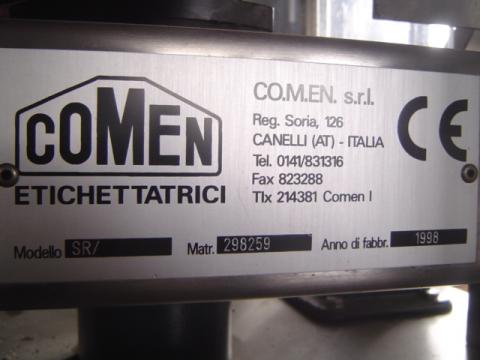 COMEN
ETICHETTATRICI
CO.M.EN. s.r.l.
Reg. Soria, 126
CANELLI (AT) - ITALIA
Tel. 0141/831316
Fax 823288
Tlx 214381 Comen I
CE
Modello SR/ Matr. 298259 Anno di fabbr. 1998